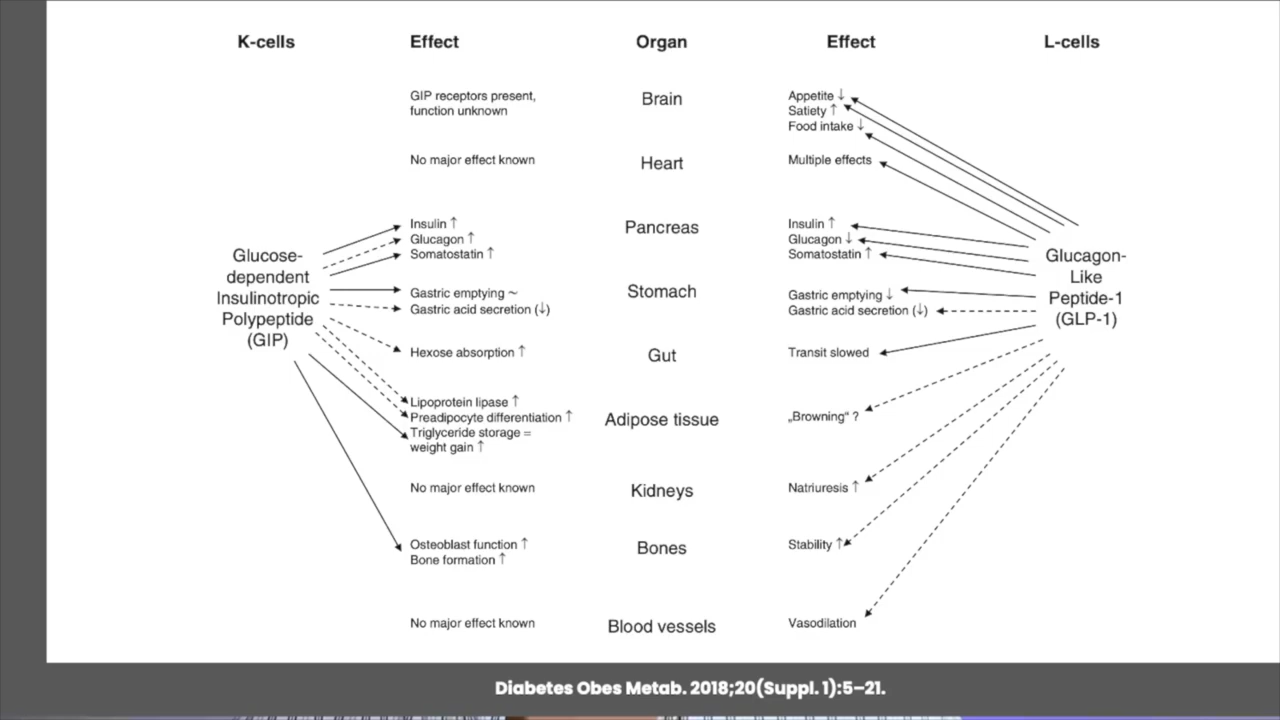 K-cells Effect Organ Effect L-cells
GIP receptors present,
function unknown
Brain
Appetite ↓
Satiety ↑
Food intake ↓
No major effect known
Heart
Multiple effects
Glucose-
dependent
Insulinotropic
Polypeptide
(GIP)
Insulin ↑
Glucagon ↑
Somatostatin ↑
Pancreas
Insulin ↑
Glucagon ↓
Somatostatin ↑
Glucagon-
Like
Peptide-1
(GLP-1)
Gastric emptying ~
Gastric acid secretion (↓)
Stomach
Gastric emptying ↓
Gastric acid secretion (↓)
Hexose absorption ↑
Gut
Transit slowed
Lipoprotein lipase ↑
Preadipocyte differentiation ↑
Triglyceride storage =
weight gain ↑
Adipose tissue
„Browning“ ?
No major effect known
Kidneys
Natriuresis ↑
Osteoblast function ↑
Bone formation ↑
Bones
Stability ↑
No major effect known
Blood vessels
Vasodilation
Diabetes Obes Metab. 2018;20(Suppl. 1):5–21.